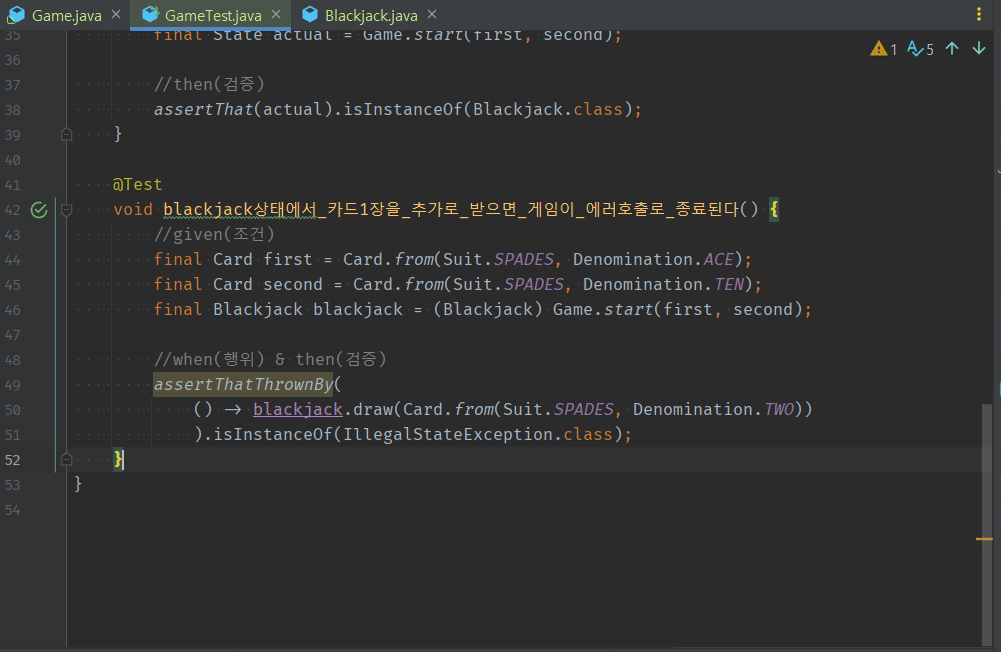 Game.java × GameTest.java × Blackjack.java ×
35 final State actual = Game.start(first, second);
1 5
36
37 //then(검증)
38 assertThat(actual).isInstanceOf(Blackjack.class);
39 }
40
41 @Test
42 void blackjack상태에서_카드1장을_추가로_받으면_게임이_에러호출로_종료된다() {
43 //given(조건)
44 final Card first = Card.from(Suit.SPADES, Denomination.ACE);
45 final Card second = Card.from(Suit.SPADES, Denomination.TEN);
46 final Blackjack blackjack = (Blackjack) Game.start(first, second);
47
48 //when(행위) & then(검증)
49 assertThatThrownBy(
50 () -> blackjack.draw(Card.from(Suit.SPADES, Denomination.TWO))
51 ).isInstanceOf(IllegalStateException.class);
52 }
53 }
54